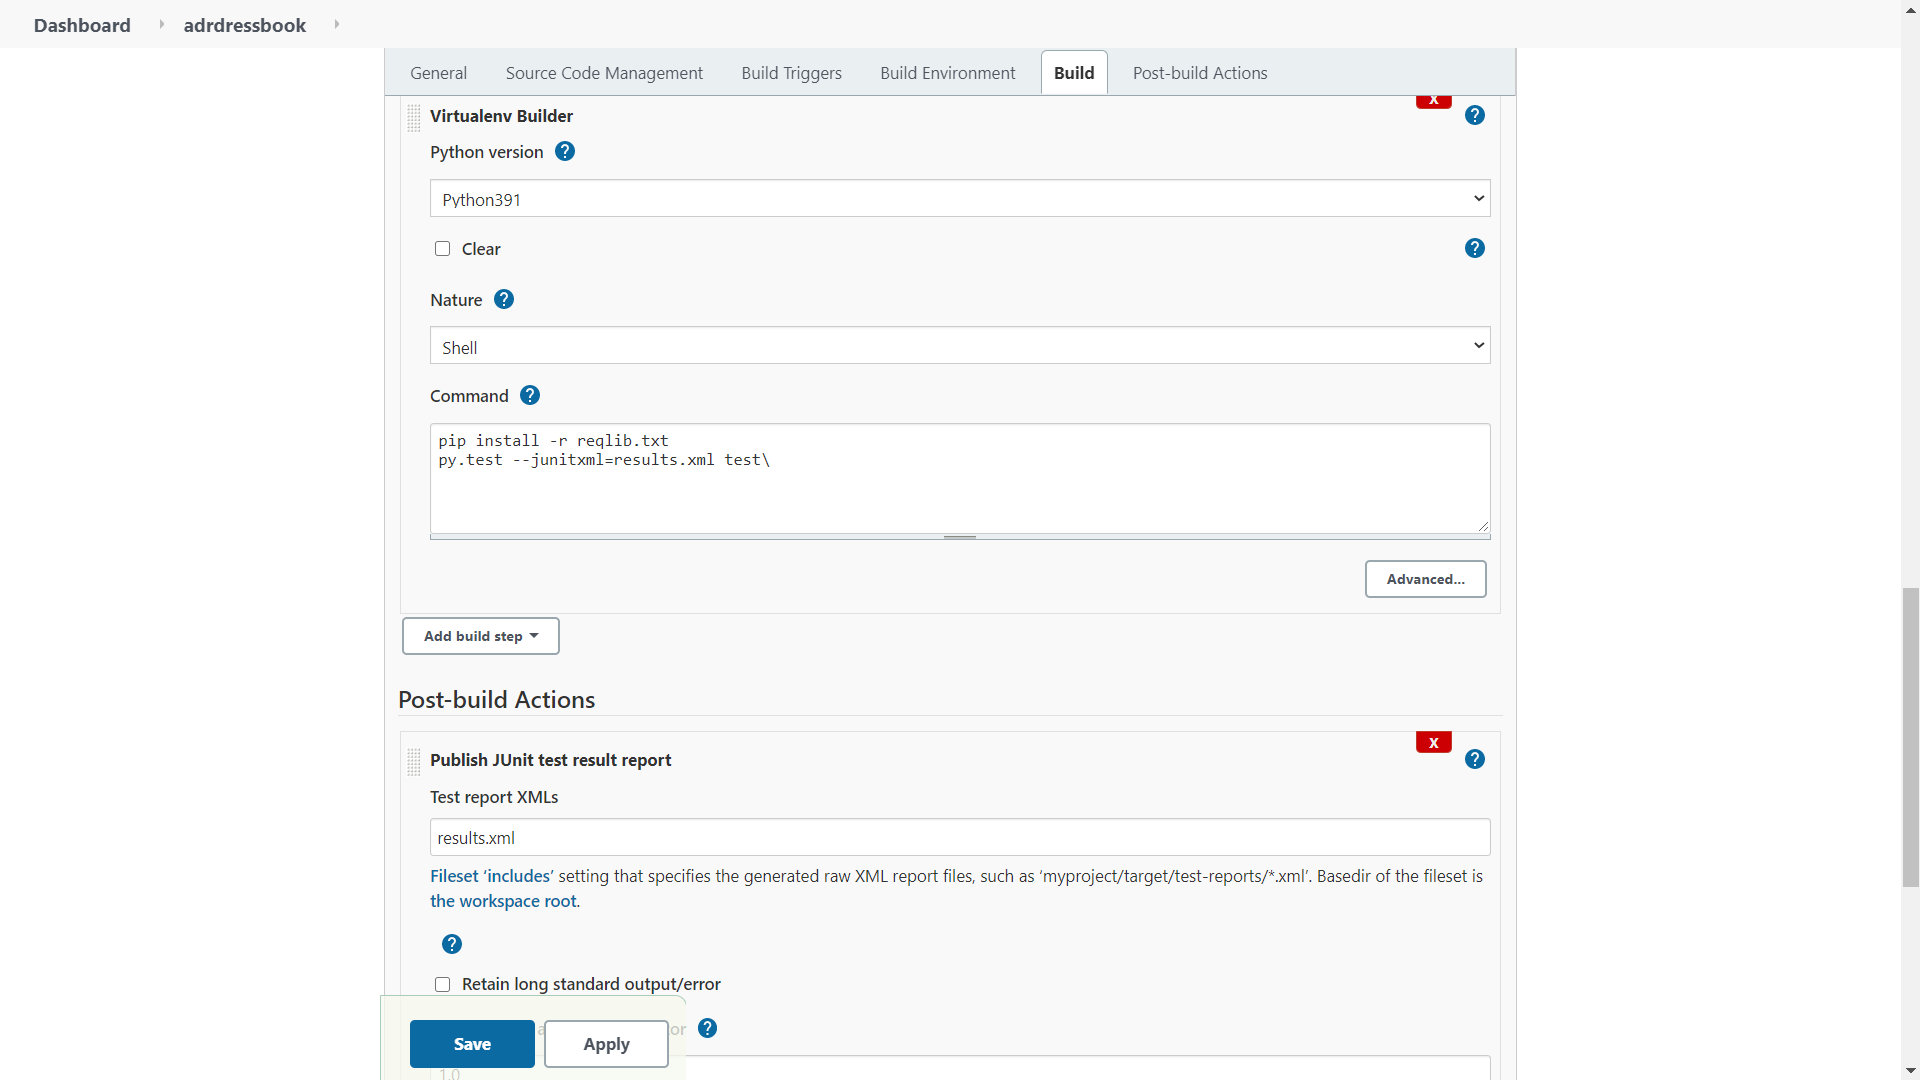 Dashboard adrdressbook
General Source Code Management Build Triggers Build Environment Build Post-build Actions
x
Virtualenv Builder ?
Python version ?
Python391
Clear ?
Nature ?
Shell
Command ?
pip install -r reqlib.txt
py.test --junitxml=results.xml test\
Advanced...
Add build step
Post-build Actions
x
Publish JUnit test result report ?
Test report XMLs
results.xml
Fileset ‘includes’ setting that specifies the generated raw XML report files, such as ‘myproject/target/test-reports/*.xml’. Basedir of the fileset is
the workspace root.
?
Retain long standard output/error
or ?
Save Apply
1.0